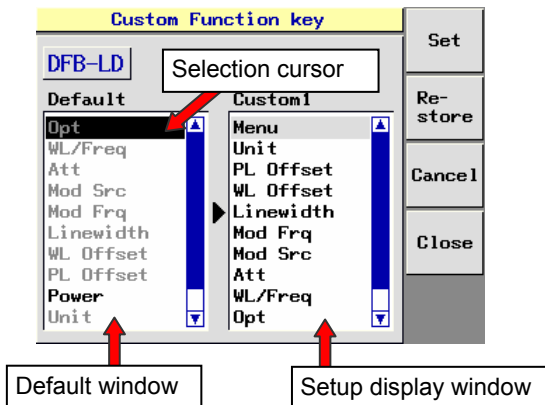 Custom Function key
DFB-LD
Selection cursor
Default
Opt
WL/Freq
Att
Mod Src
Mod Frq
Linewidth
WL Offset
PL Offset
Power
Unit
Custom1
Menu
Unit
PL Offset
WL Offset
Linewidth
Mod Frq
Mod Src
Att
WL/Freq
Opt
Set
Re-
store
Cancel
Close
Default window
Setup display window